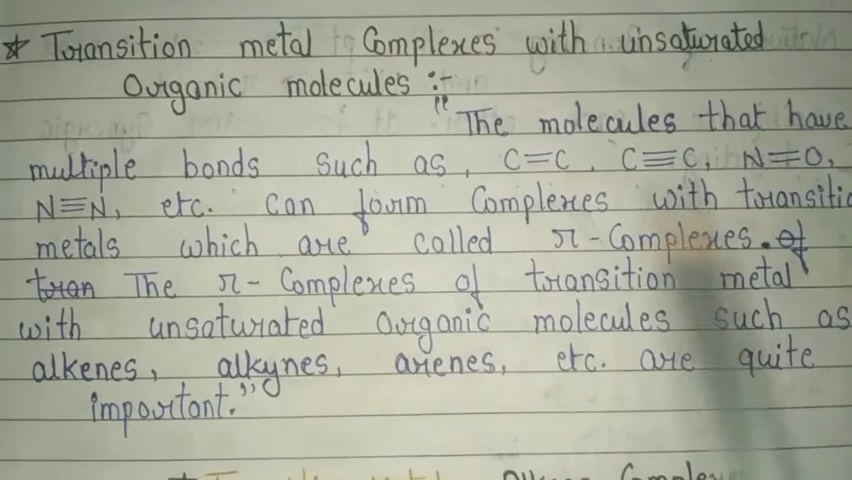 * Transition metal Complexes with unsaturated
Organic molecules :-
"The molecules that have
multiple bonds such as, C=C, C≡C, N=O,
N≡N, etc. can form Complexes with transitio
metals which are called π-Complexes. of
tran The π-Complexes of transition metal
with unsaturated organic molecules such as
alkenes, alkynes, arenes, etc. are quite
important."
Complex